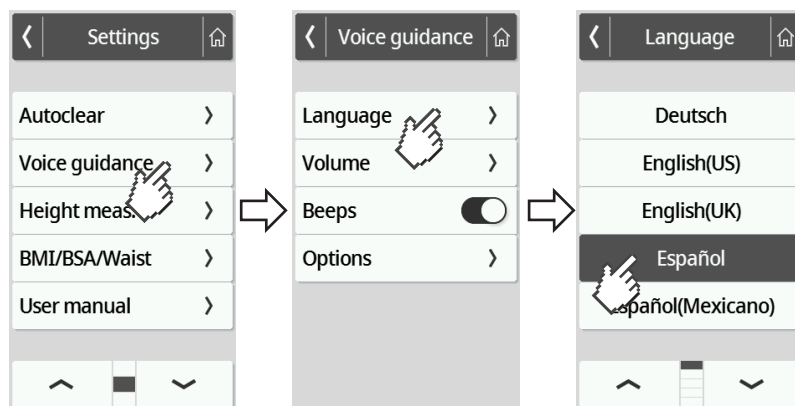 Settings
Autoclear
Voice guidance
Height meas
BMI/BSA/Waist
User manual
Voice guidance
Language
Volume
Beeps
Options
Language
Deutsch
English(US)
English(UK)
Español
Español(Mexicano)